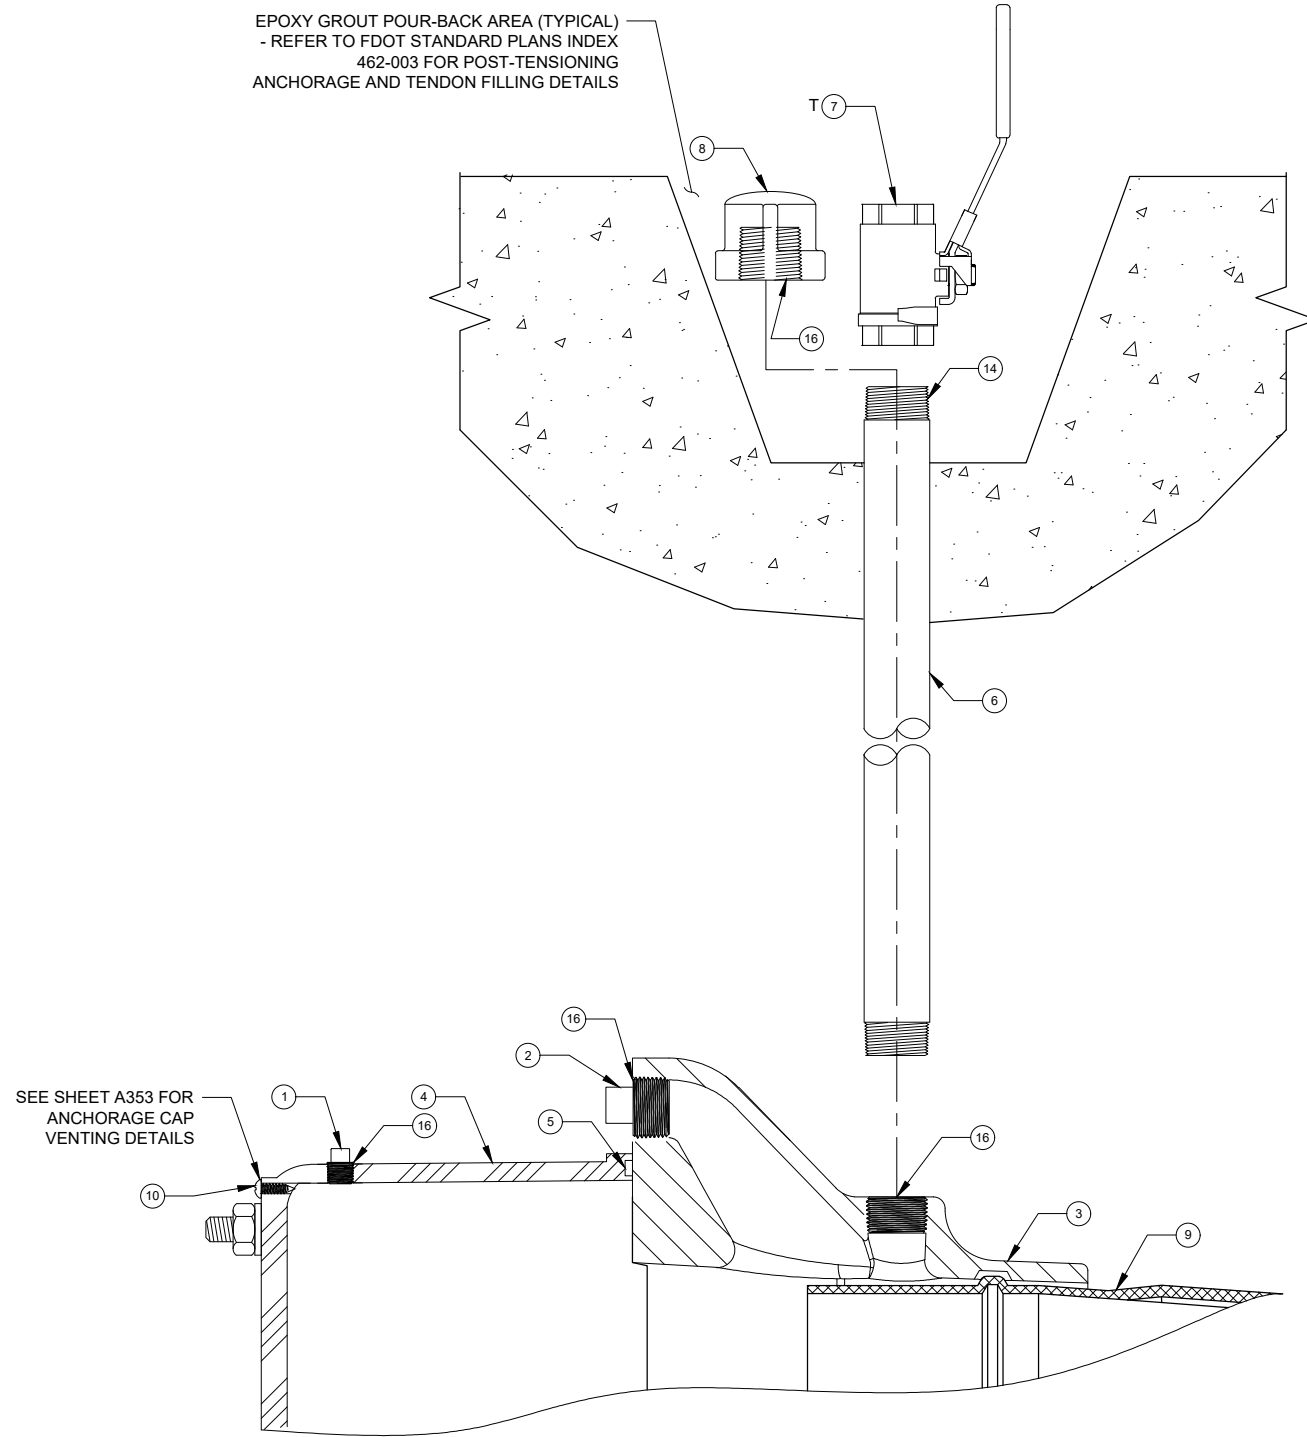 EPOXY GROUT POUR-BACK AREA (TYPICAL)
- REFER TO FDOT STANDARD PLANS INDEX
462-003 FOR POST-TENSIONING
ANCHORAGE AND TENDON FILLING DETAILS
T 7
8
16
14
6
16
2
SEE SHEET A353 FOR
ANCHORAGE CAP
VENTING DETAILS
1
4
16
5
16
10
3
9